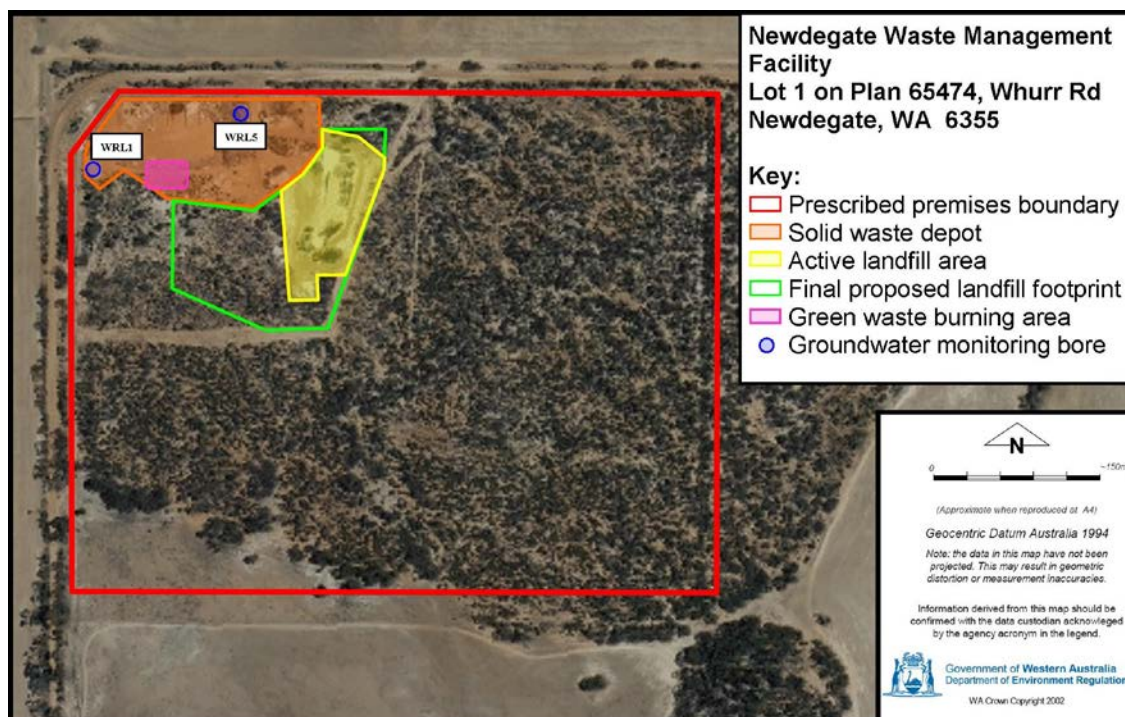 Newdegate Waste Management
Facility
Lot 1 on Plan 65474, Whurr Rd
Newdegate, WA 6355
Key:
Prescribed premises boundary
Solid waste depot
Active landfill area
Final proposed landfill footprint
Green waste burning area
Groundwater monitoring bore
WRL5
WRL1
N
0 ~150m
(Approximate when reproduced at A4)
Geocentric Datum Australia 1994
Note: the data in this map have not been
projected. This may result in geometric
distortion or measurement inaccuracies.
Information derived from this map should be
confirmed with the data custodian acknowleged
by the agency acronym in the legend.
Government of Western Australia
Department of Environment Regulation
WA Crown Copyright 2002